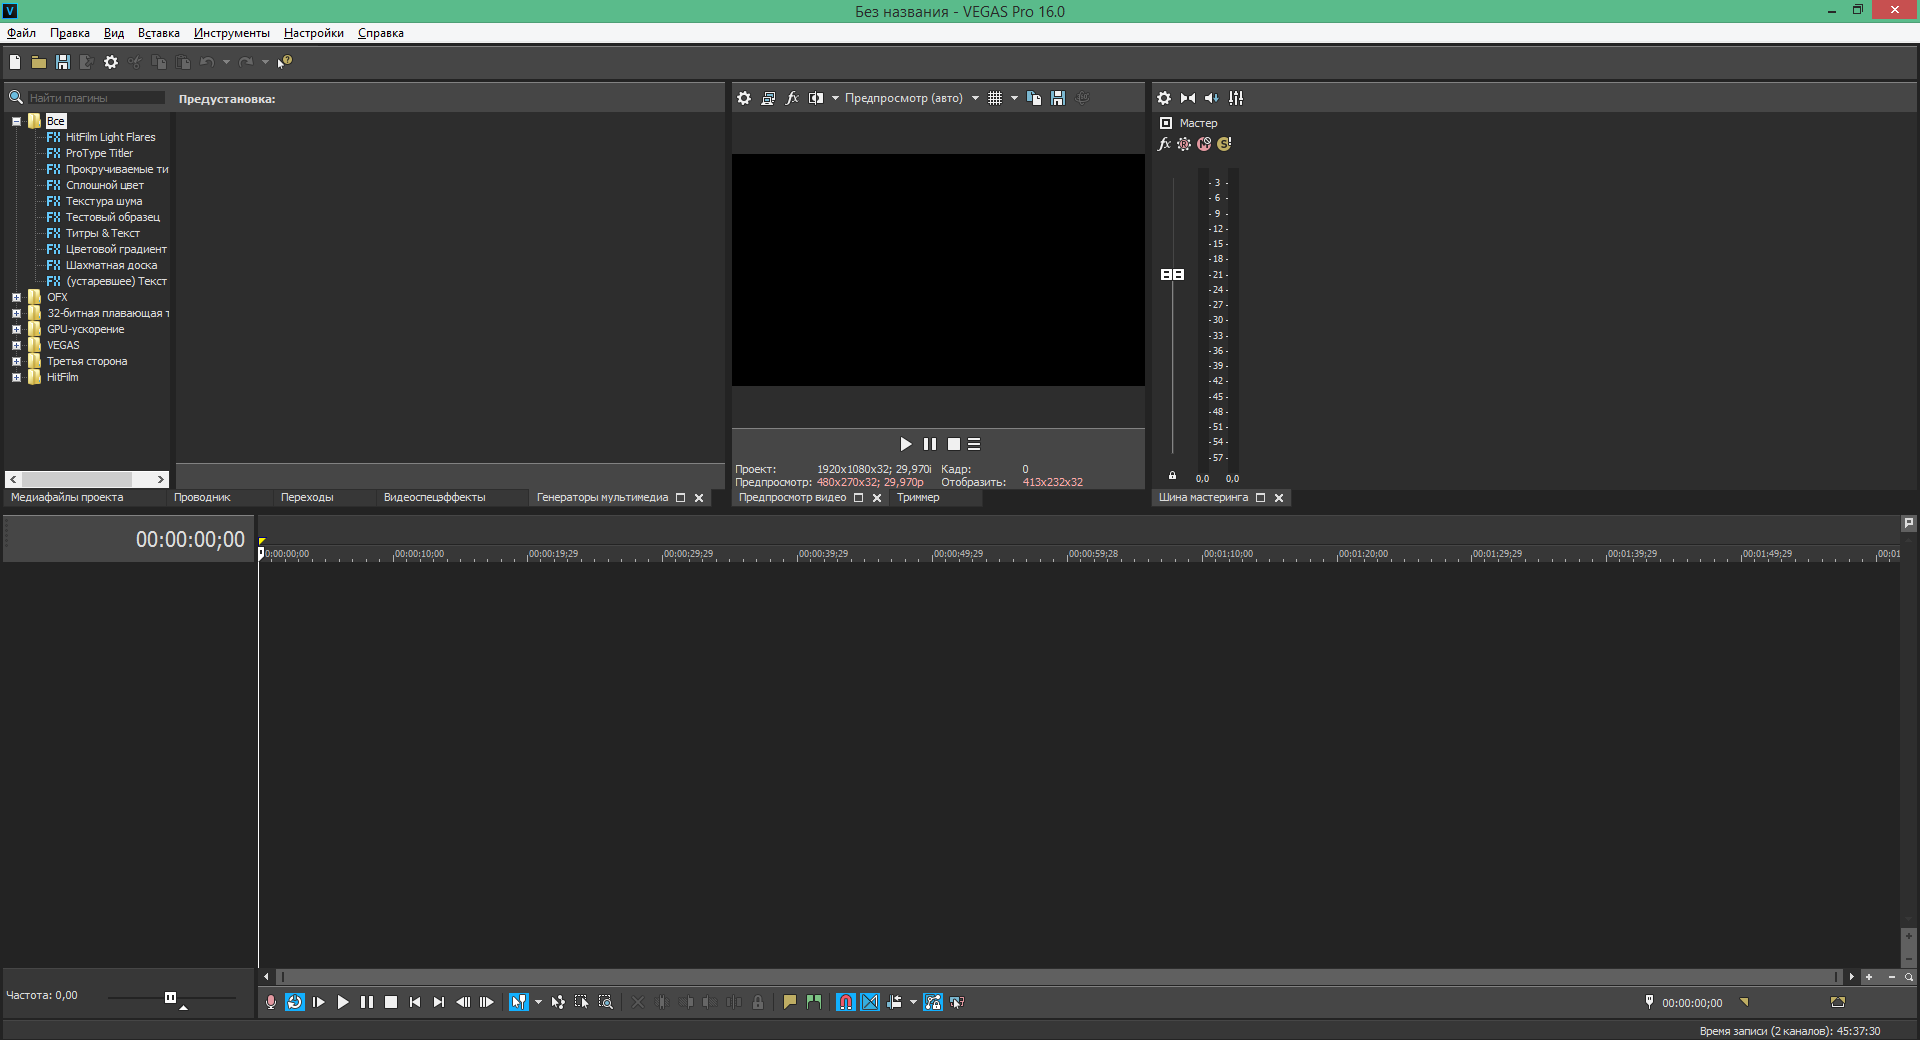 Без названия - VEGAS Pro 16.0
Файл Правка Вид Вставка Инструменты Настройки Справка
Найти плагины
Предустановка:
Все
HitFilm Light Flares
ProType Titler
Прокручиваемые ти
Сплошной цвет
Текстура шума
Тестовый образец
Титры & Текст
Цветовой градиент
Шахматная доска
(устаревшее) Текст
OFX
32-битная плавающая т
GPU-ускорение
VEGAS
Третья сторона
HitFilm
Медиафайлы проекта Проводник Переходы Видеоспецэффекты Генераторы мультимедиа
Предпросмотр (авто)
Проект: 1920x1080x32; 29,970i Кадр: 0
Предпросмотр: 480x270x32; 29,970p Отобразить: 413x232x32
Предпросмотр видео Триммер
Мастер
- 3 -
- 6 -
- 9 -
- 12 -
- 15 -
- 18 -
- 21 -
- 24 -
- 27 -
- 30 -
- 33 -
- 36 -
- 39 -
- 42 -
- 45 -
- 48 -
- 51 -
- 54 -
- 57 -
0,0 0,0
Шина мастеринга
00:00:00;00
0:00:00;00 00:00:10;00 00:00:19;29 00:00:29;29 00:00:39;29 00:00:49;29 00:00:59;28 00:01:10;00 00:01:20;00 00:01:29;29 00:01:39;29 00:01:49;29 00:01
Частота: 0,00
00:00:00;00
Время записи (2 каналов): 45:37:30